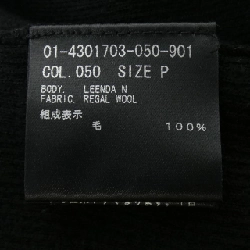 01-4301703-050-901
COL. 050 SIZE P
BODY. LEENDA N
FABRIC. REGAL WOOL
組成表示
毛 100%